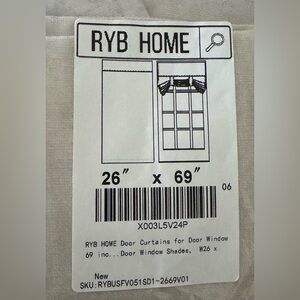 RYB HOME
26" x 69"
06
X003L5V24P
RYB HOME Door Curtains for Door Window
69 inc...Door Window Shades, W26 x
New
SKU:RYBUSFV051SD1-2669V01